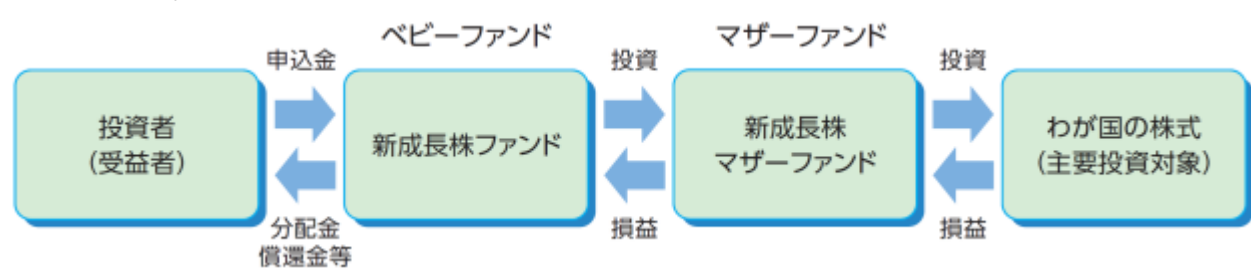 ベビーファンド
マザーファンド
申込金
投資
投資
投資者
(受益者)
新成長株ファンド
新成長株
マザーファンド
わが国の株式
(主要投資対象)
分配金
償還金等
損益
損益